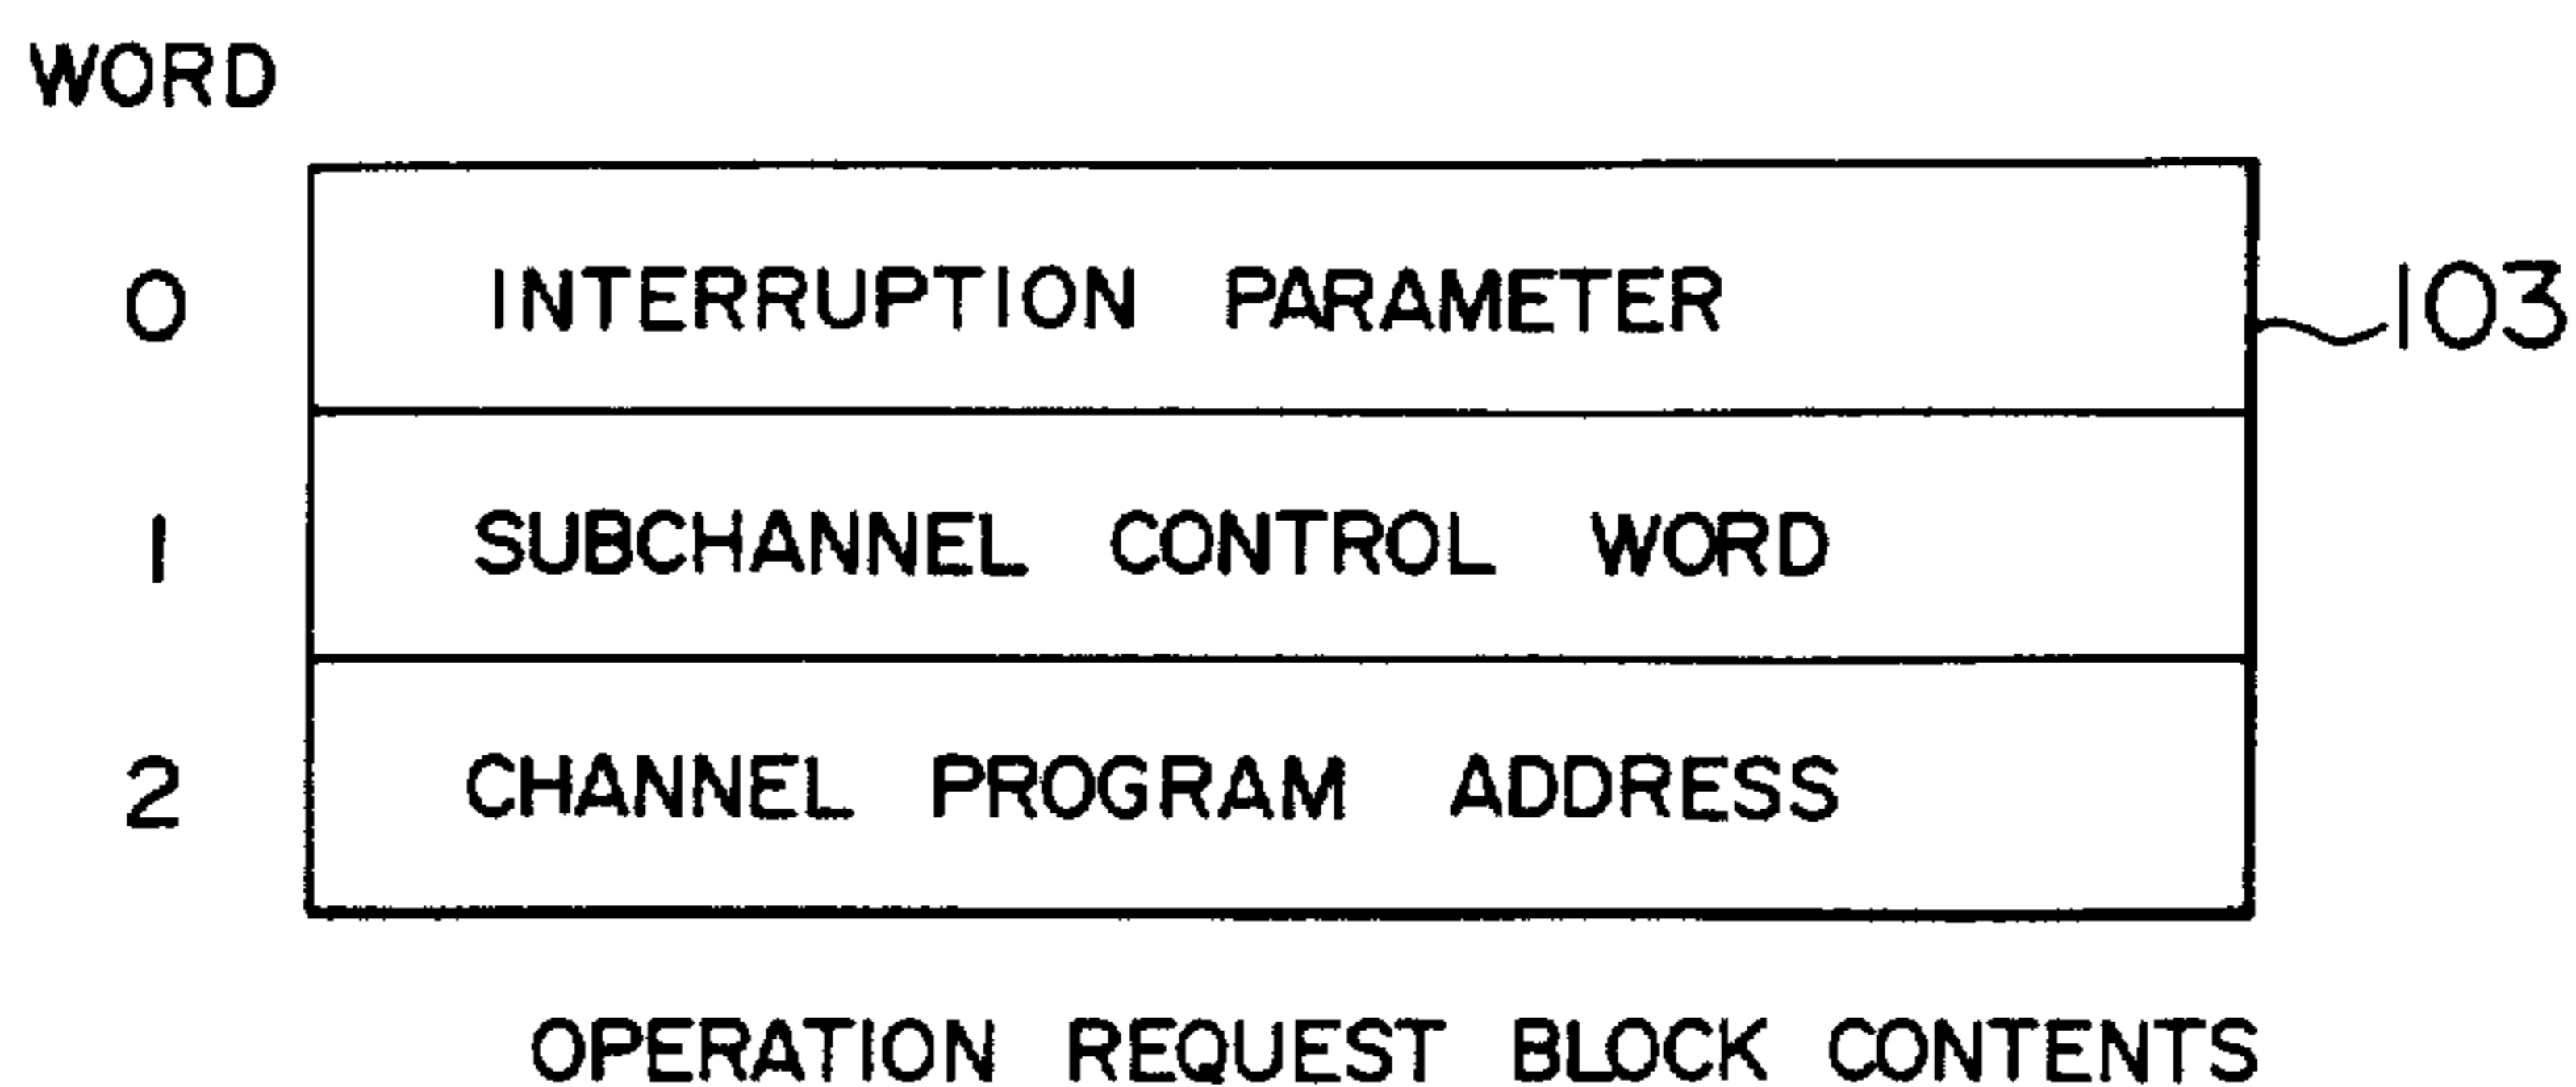 WORD
0 INTERRUPTION PARAMETER 103
1 SUBCHANNEL CONTROL WORD
2 CHANNEL PROGRAM ADDRESS
OPERATION REQUEST BLOCK CONTENTS